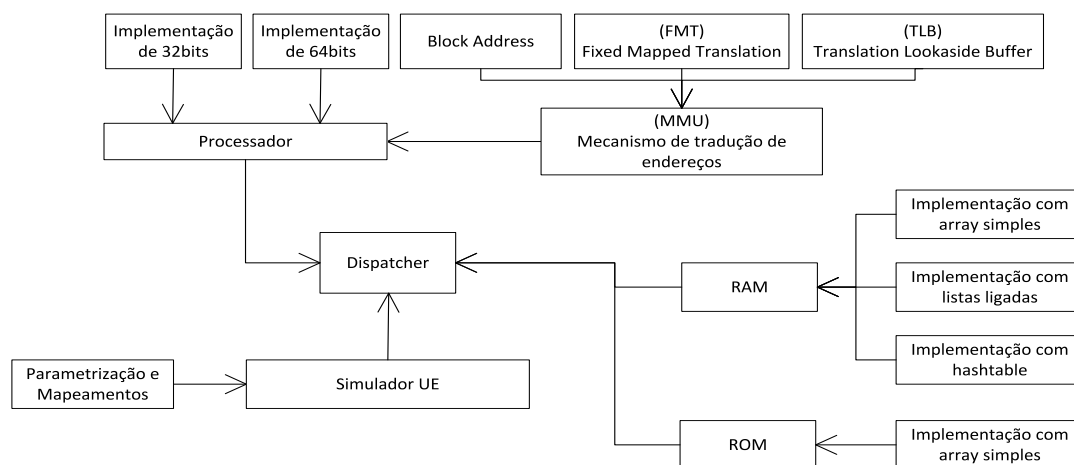 Implementação
de 32bits
Implementação
de 64bits
Block Address
(FMT)
Fixed Mapped Translation
(TLB)
Translation Lookaside Buffer
Processador
(MMU)
Mecanismo de tradução de
endereços
Implementação com
array simples
Dispatcher
RAM
Implementação com
listas ligadas
Implementação com
hashtable
Parametrização e
Mapeamentos
Simulador UE
ROM
Implementação com
array simples